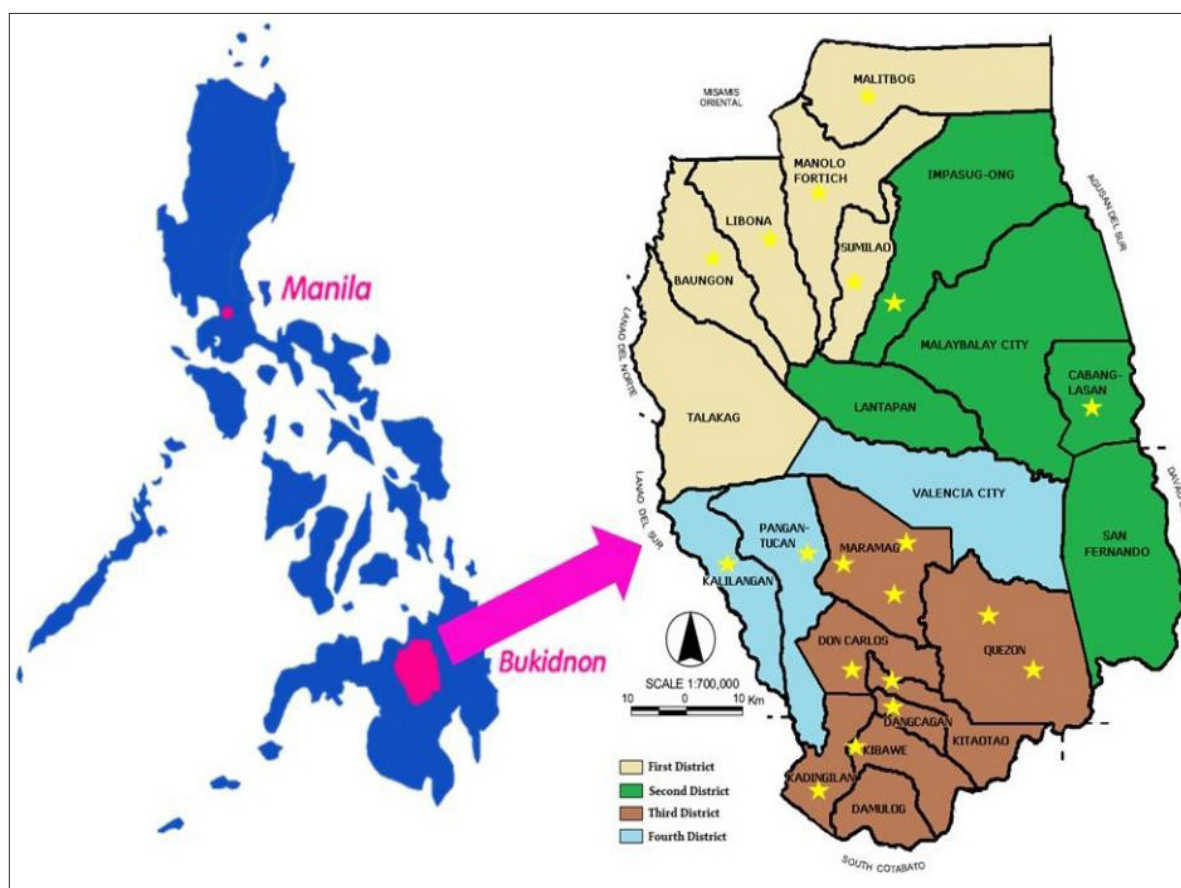 Manila
Bukidnon
MISAMIS
ORIENTAL
MALITBOG
MANOLO
FORTICH
IMPASUG-ONG
AGUSAN DEL SUR
LIBONA
SUMILAO
BAUNGON
LANAO DEL NORTE
MALAYBALAY CITY
CABANG-
LASAN
TALAKAG
LANTAPAN
LANAO DEL SUR
VALENCIA CITY
PANGAN-
TUCAN
MARAMAG
SAN
FERNANDO
KALILANGAN
DON CARLOS
QUEZON
SCALE 1:700,000
10 0 10 Km
DANGCAGAN
KITAOTAO
KIBAWE
KADINGILAN
DAMULOG
First District
Second District
Third District
Fourth District
SOUTH COTABATO